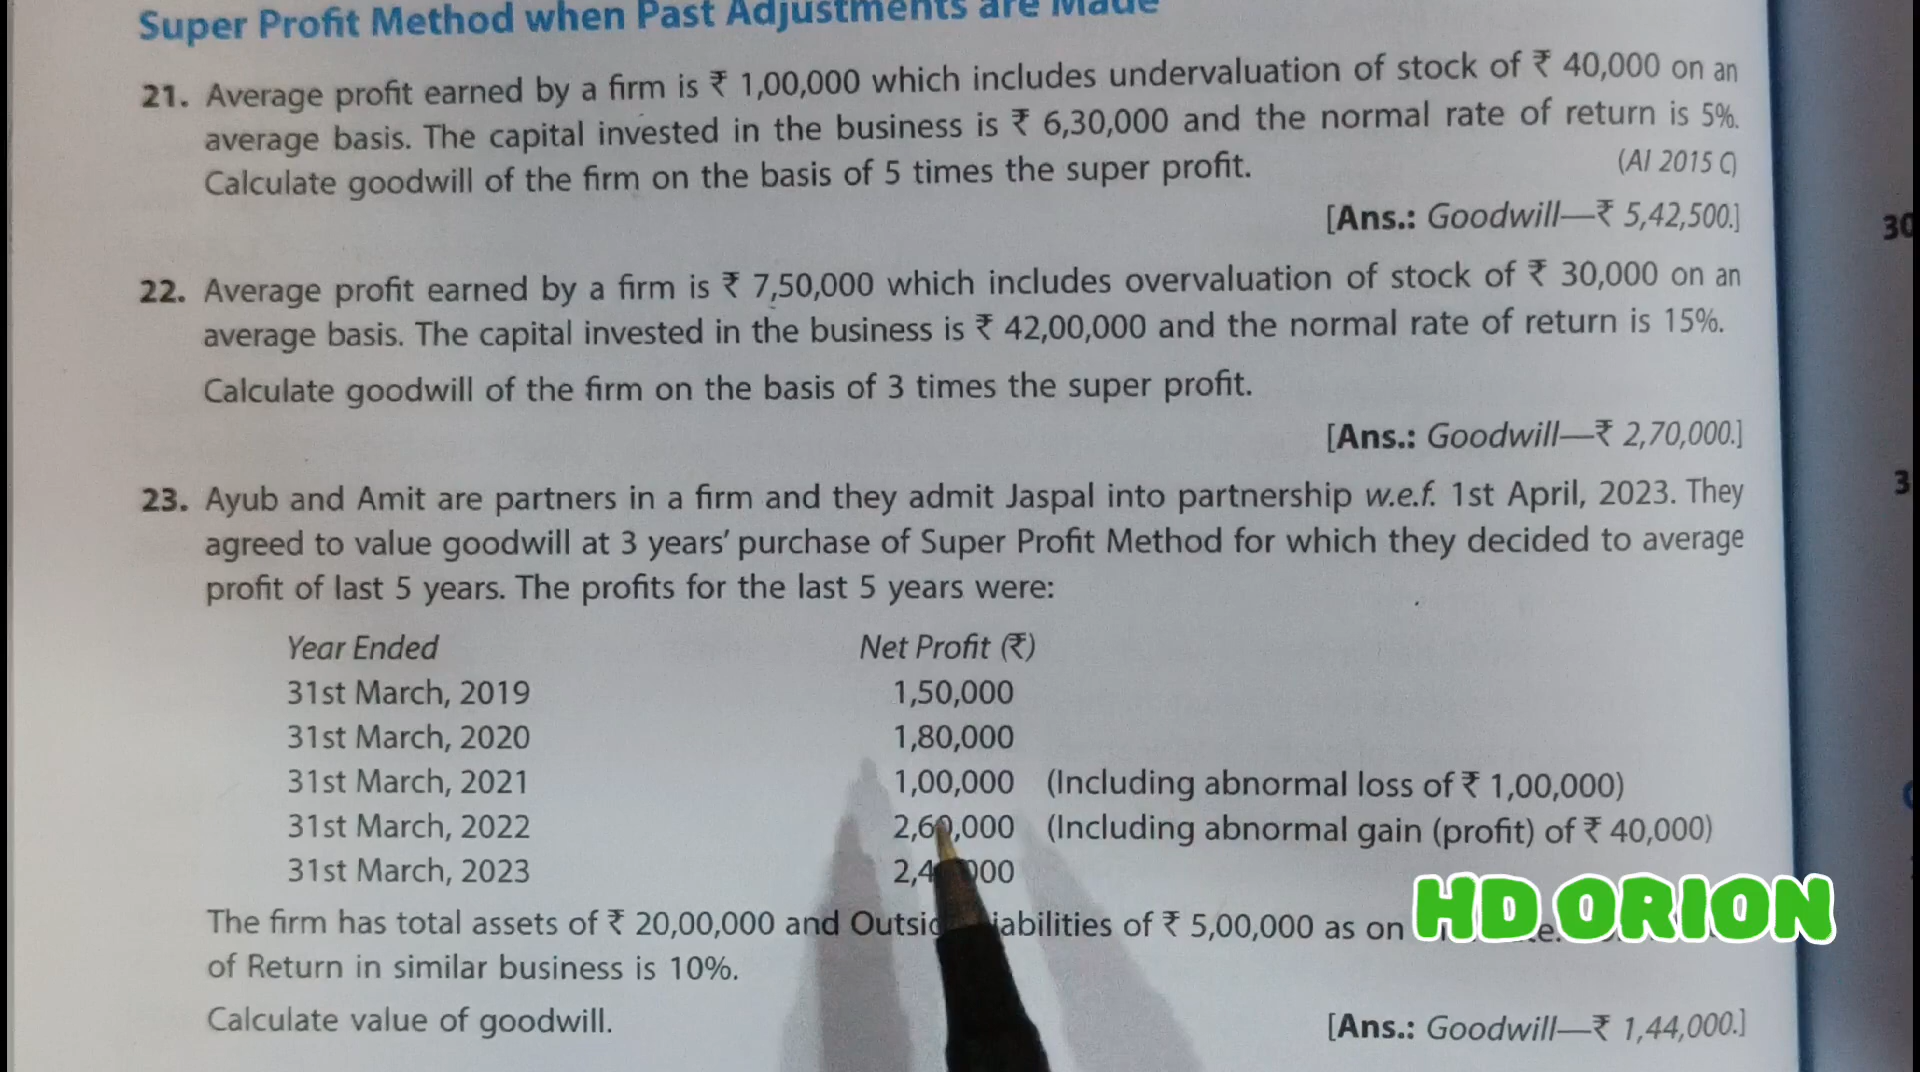 Super Profit Method when Past Adjustments are Made
21. Average profit earned by a firm is ₹ 1,00,000 which includes undervaluation of stock of ₹ 40,000 on an
average basis. The capital invested in the business is ₹ 6,30,000 and the normal rate of return is 5%.
Calculate goodwill of the firm on the basis of 5 times the super profit. (AI 2015 C)
[Ans.: Goodwill—₹ 5,42,500.]
30
22. Average profit earned by a firm is ₹ 7,50,000 which includes overvaluation of stock of ₹ 30,000 on an
average basis. The capital invested in the business is ₹ 42,00,000 and the normal rate of return is 15%.
Calculate goodwill of the firm on the basis of 3 times the super profit.
[Ans.: Goodwill—₹ 2,70,000.]
3
23. Ayub and Amit are partners in a firm and they admit Jaspal into partnership w.e.f. 1st April, 2023. They
agreed to value goodwill at 3 years' purchase of Super Profit Method for which they decided to average
profit of last 5 years. The profits for the last 5 years were:
Year Ended Net Profit (₹)
31st March, 2019 1,50,000
31st March, 2020 1,80,000
31st March, 2021 1,00,000 (Including abnormal loss of ₹ 1,00,000)
31st March, 2022 2,60,000 (Including abnormal gain (profit) of ₹ 40,000)
31st March, 2023
HD ORION
The firm has total assets of ₹ 20,00,000 and of ₹ 5,00,000 as on
of Return in similar business is 10%.
Calculate value of goodwill.
[Ans.: Goodwill—₹ 1,44,000.]